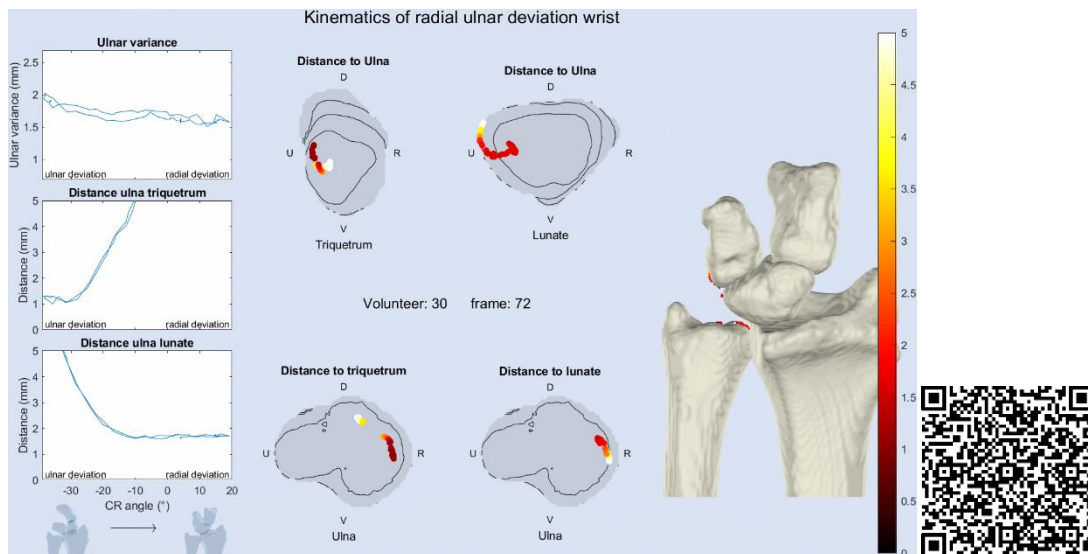 Kinematics of radial ulnar deviation wrist
Ulnar variance
Ulnar variance (mm)
2.5
2
1.5
1
ulnar deviation
radial deviation
Distance ulna triquetrum
Distance (mm)
5
4
3
2
1
0
ulnar deviation
radial deviation
Distance ulna lunate
Distance (mm)
5
4
3
2
1
0
ulnar deviation
radial deviation
-30 -20 -10 0 10 20
CR angle (°)
Distance to Ulna
D
U
R
V
Triquetrum
Distance to Ulna
D
U
R
V
Lunate
Volunteer: 30 frame: 72
Distance to triquetrum
D
U
R
V
Ulna
Distance to lunate
D
U
R
V
Ulna
5
4.5
4
3.5
3
2.5
2
1.5
1
0.5
0